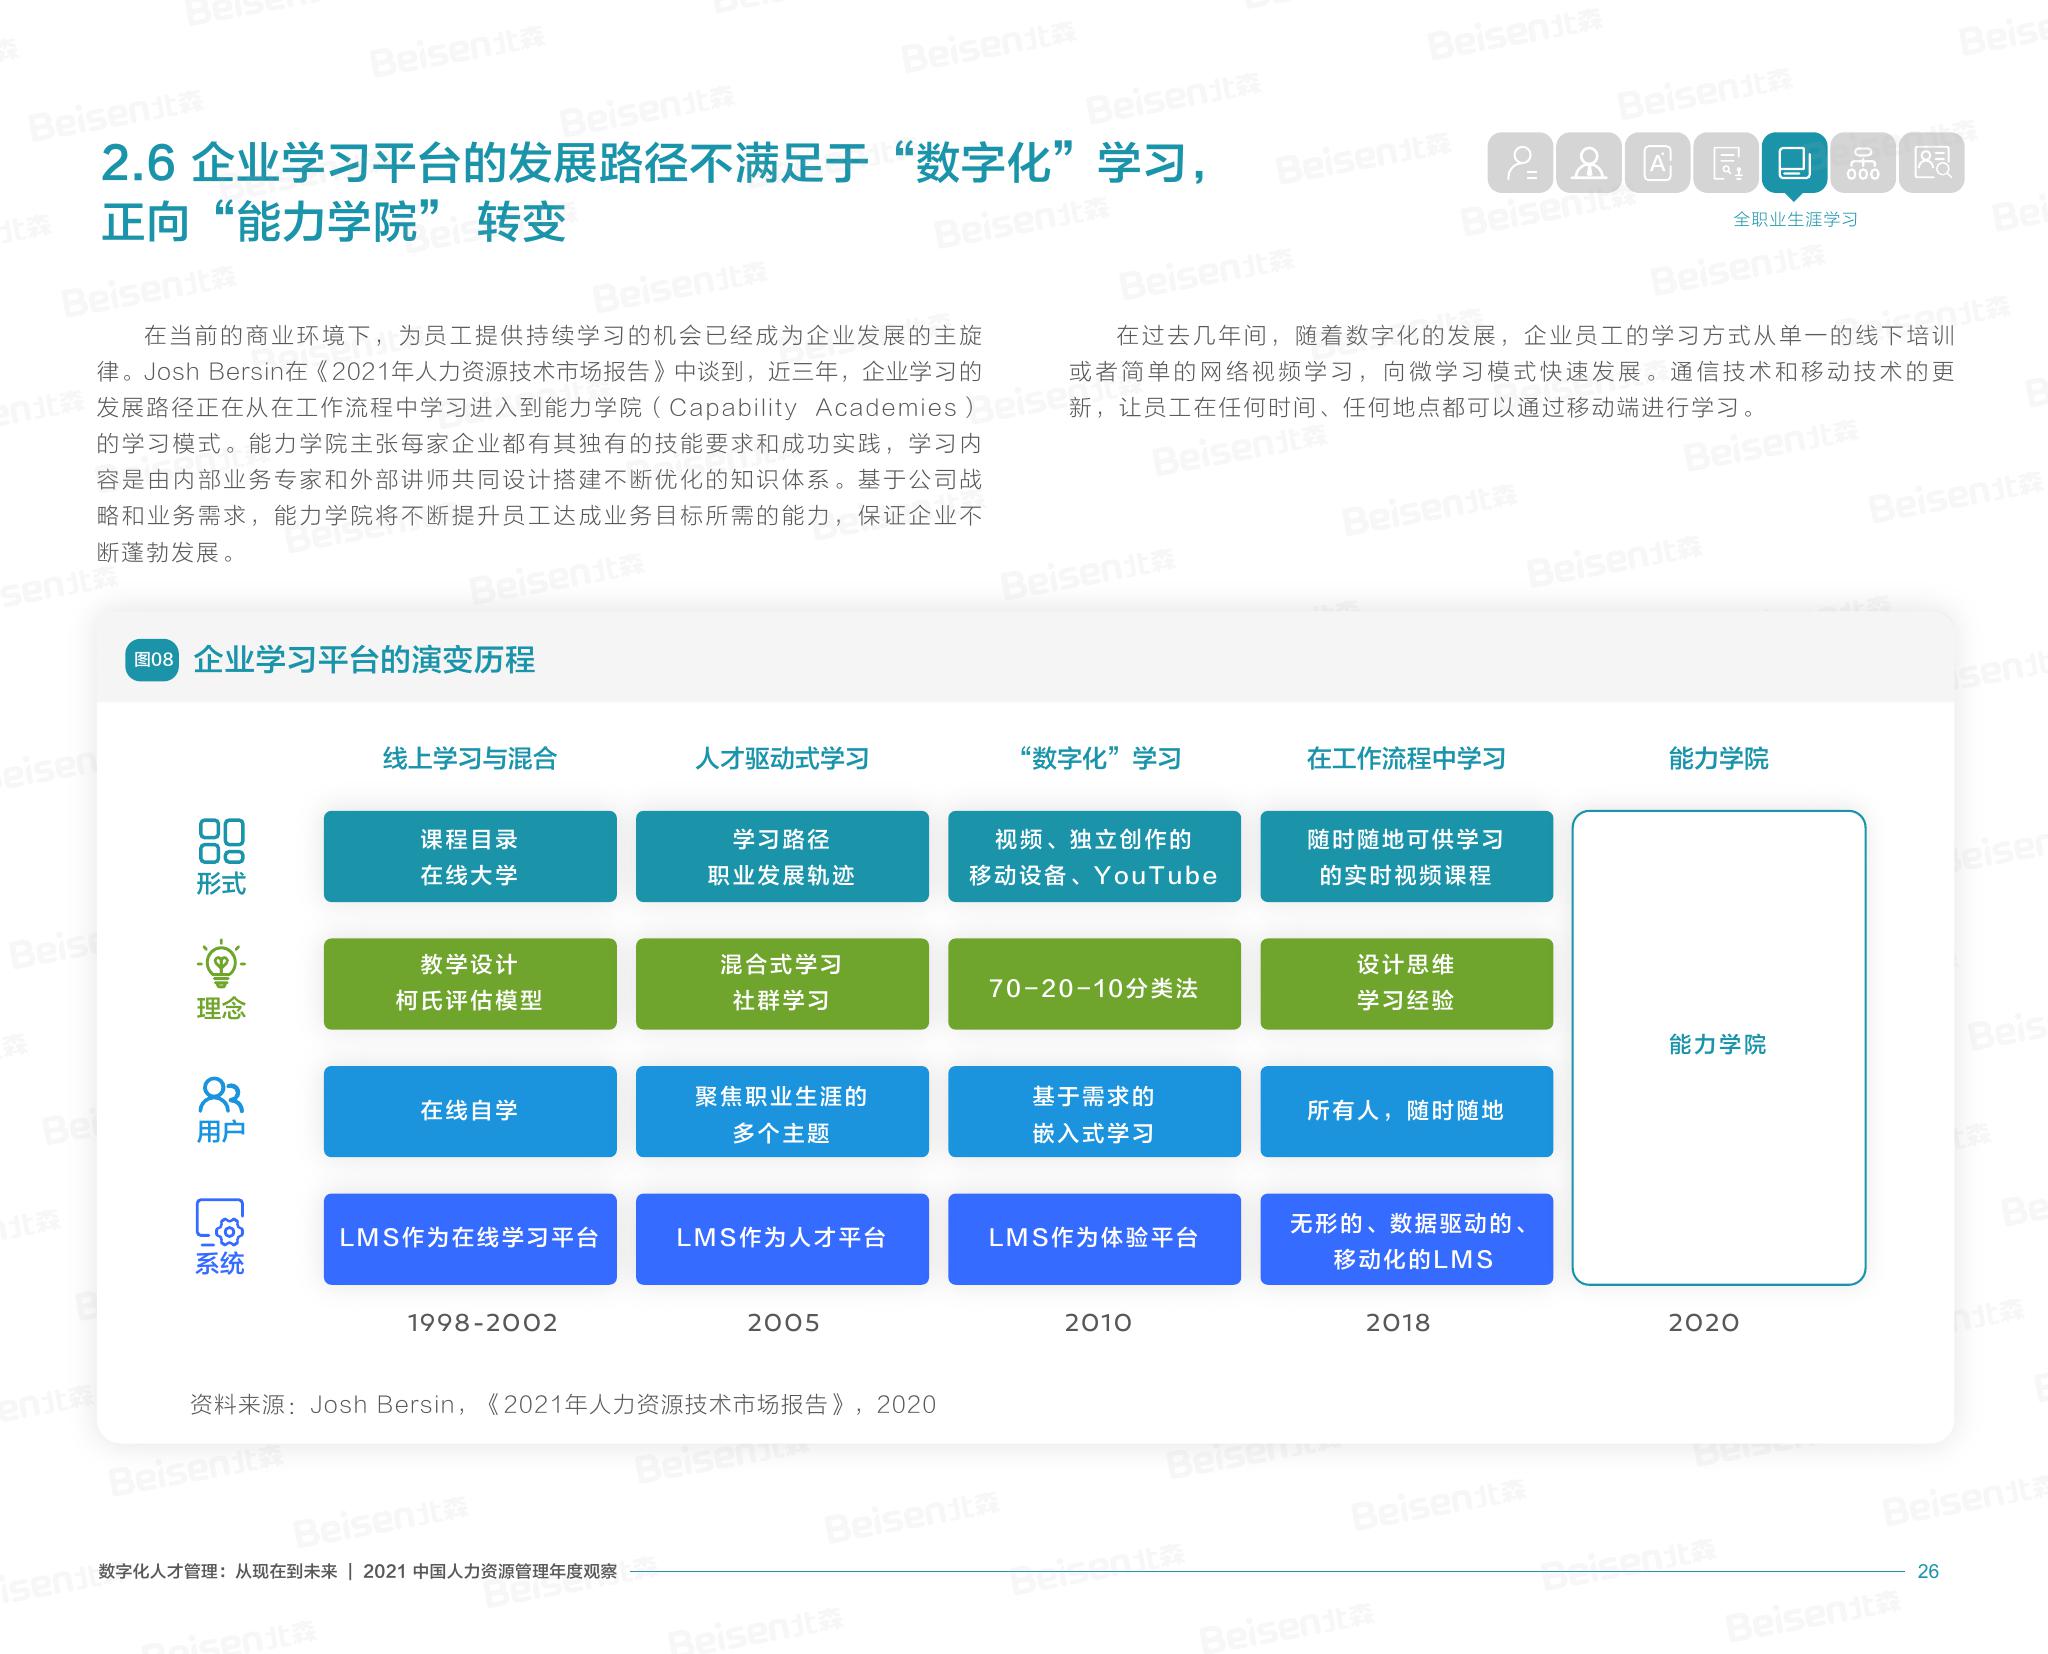 2.6 企业学习平台的发展路径不满足于“数字化”学习，
正向“能力学院” 转变
全职业生涯学习
在当前的商业环境下，为员工提供持续学习的机会已经成为企业发展的主旋
律。Josh Bersin在《2021年人力资源技术市场报告》中谈到，近三年，企业学习的
发展路径正在从在工作流程中学习进入到能力学院（Capability Academies）
的学习模式。能力学院主张每家企业都有其独有的技能要求和成功实践，学习内
容是由内部业务专家和外部讲师共同设计搭建不断优化的知识体系。基于公司战
略和业务需求，能力学院将不断提升员工达成业务目标所需的能力，保证企业不
断蓬勃发展。
在过去几年间，随着数字化的发展，企业员工的学习方式从单一的线下培训
或者简单的网络视频学习，向微学习模式快速发展。通信技术和移动技术的更
新，让员工在任何时间、任何地点都可以通过移动端进行学习。
图08 企业学习平台的演变历程
线上学习与混合 人才驱动式学习 “数字化”学习 在工作流程中学习 能力学院
形式
课程目录
在线大学
学习路径
职业发展轨迹
视频、独立创作的
移动设备、YouTube
随时随地可供学习
的实时视频课程
理念
教学设计
柯氏评估模型
混合式学习
社群学习
70-20-10分类法
设计思维
学习经验
能力学院
用户
在线自学
聚焦职业生涯的
多个主题
基于需求的
嵌入式学习
所有人，随时随地
系统
LMS作为在线学习平台
LMS作为人才平台
LMS作为体验平台
无形的、数据驱动的、
移动化的LMS
1998-2002 2005 2010 2018 2020
资料来源：Josh Bersin，《2021年人力资源技术市场报告》，2020
数字化人才管理：从现在到未来 | 2021 中国人力资源管理年度观察 26
Beisen北森